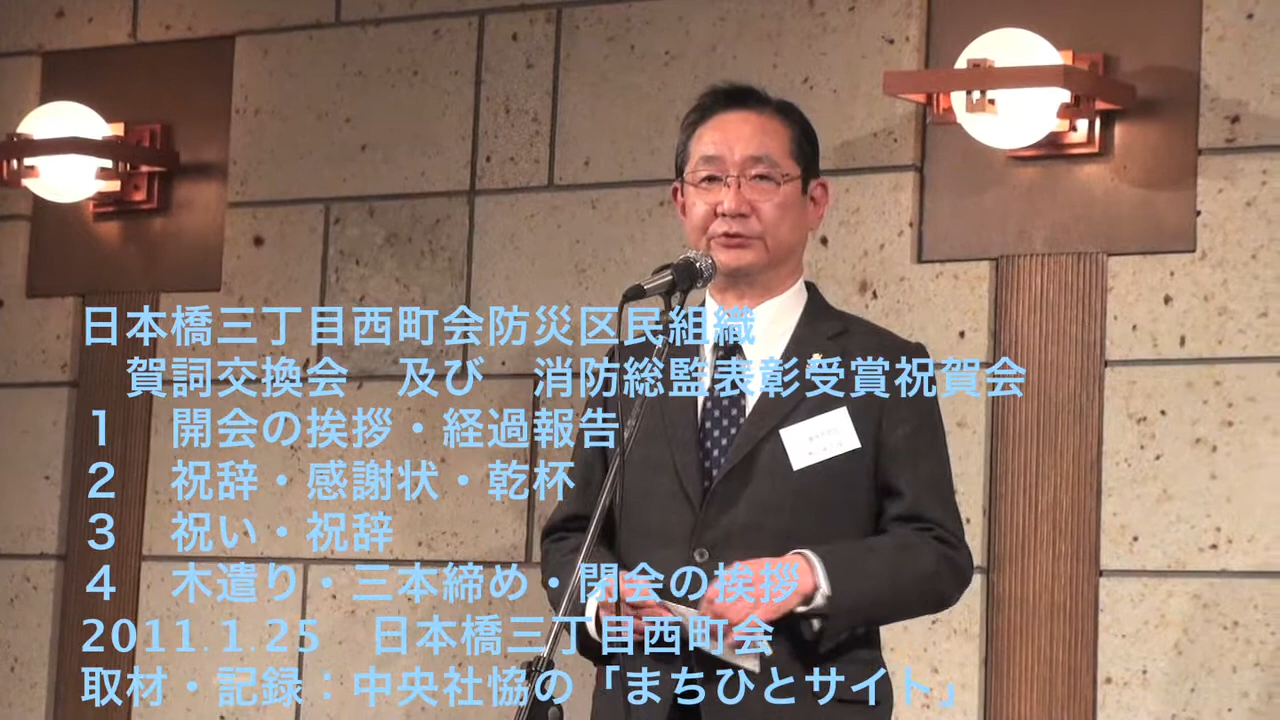 日本橋三丁目西町会防災区民組織
賀詞交換会　及び　消防総監表彰受賞祝賀会
１　開会の挨拶・経過報告
２　祝辞・感謝状・乾杯
３　祝い・祝辞
４　木遣り・三本締め・閉会の挨拶
2011.1.25　日本橋三丁目西町会
取材・記録：中央社協の「まちひとサイト」